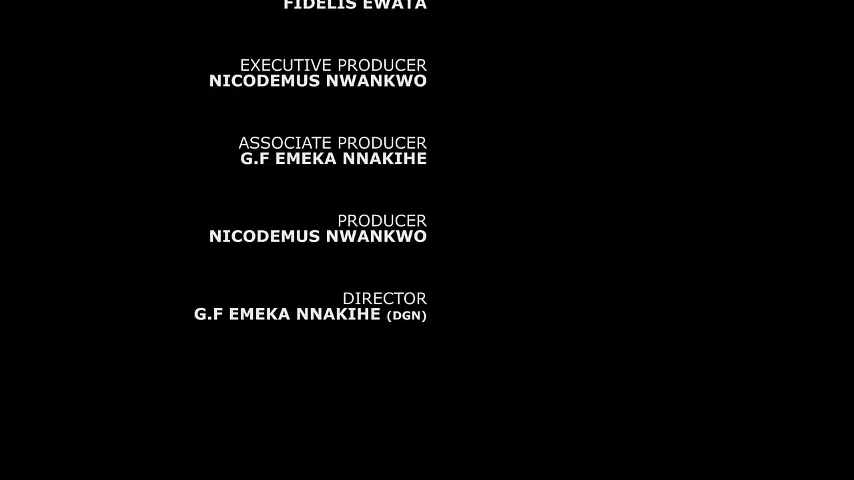 FIDELIS EWATA
EXECUTIVE PRODUCER
NICODEMUS NWANKWO
ASSOCIATE PRODUCER
G.F EMEKA NNAKIHE
PRODUCER
NICODEMUS NWANKWO
DIRECTOR
G.F EMEKA NNAKIHE (DGN)